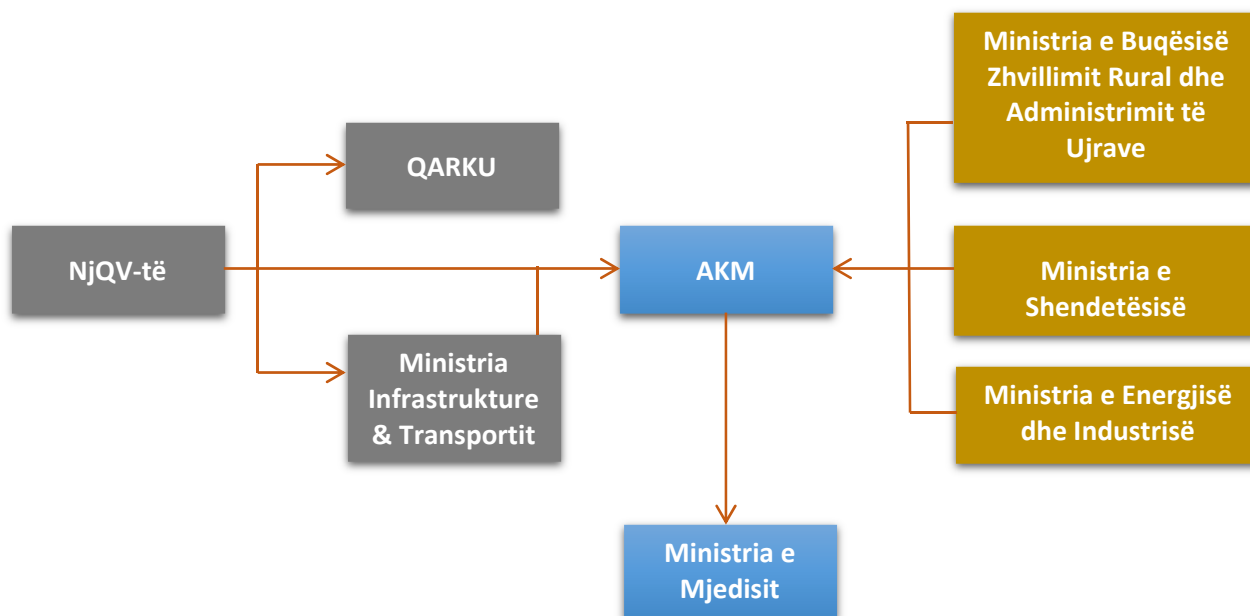 NjQV-të
QARKU
Ministria
Infrastrukture
& Transportit
AKM
Ministria e
Mjedisit
Ministria e Buqësisë
Zhvillimit Rural dhe
Administrimit të
Ujrave
Ministria e
Shendetësisë
Ministria e Energjisë
dhe Industrisë